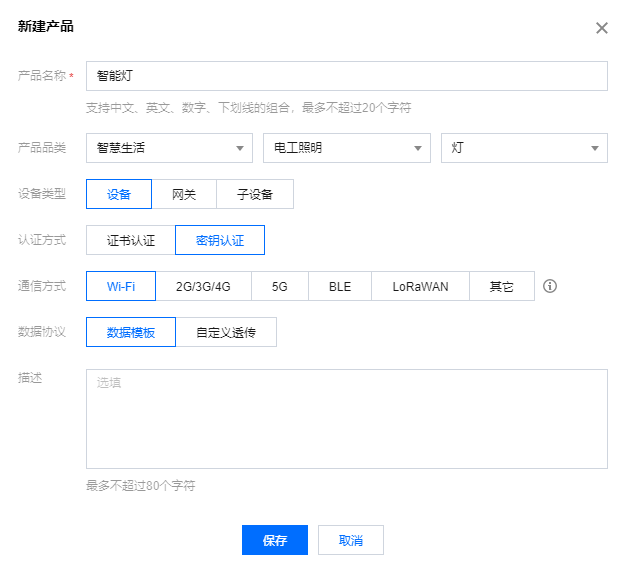 新建产品
产品名称 * 智能灯
支持中文、英文、数字、下划线的组合，最多不超过20个字符
产品品类 智慧生活 电工照明 灯
设备类型 设备 网关 子设备
认证方式 证书认证 密钥认证
通信方式 Wi-Fi 2G/3G/4G 5G BLE LoRaWAN 其它
数据协议 数据模板 自定义透传
描述 选填
最多不超过80个字符
保存 取消